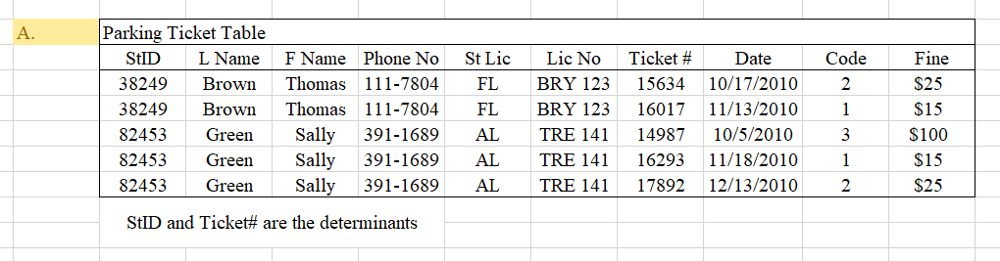 A.
Parking Ticket Table
StID L Name F Name Phone No St Lic Lic No Ticket # Date Code Fine
38249 Brown Thomas 111-7804 FL BRY 123 15634 10/17/2010 2 $25
38249 Brown Thomas 111-7804 FL BRY 123 16017 11/13/2010 1 $15
82453 Green Sally 391-1689 AL TRE 141 14987 10/5/2010 3 $100
82453 Green Sally 391-1689 AL TRE 141 16293 11/18/2010 1 $15
82453 Green Sally 391-1689 AL TRE 141 17892 12/13/2010 2 $25
StID and Ticket# are the determinants